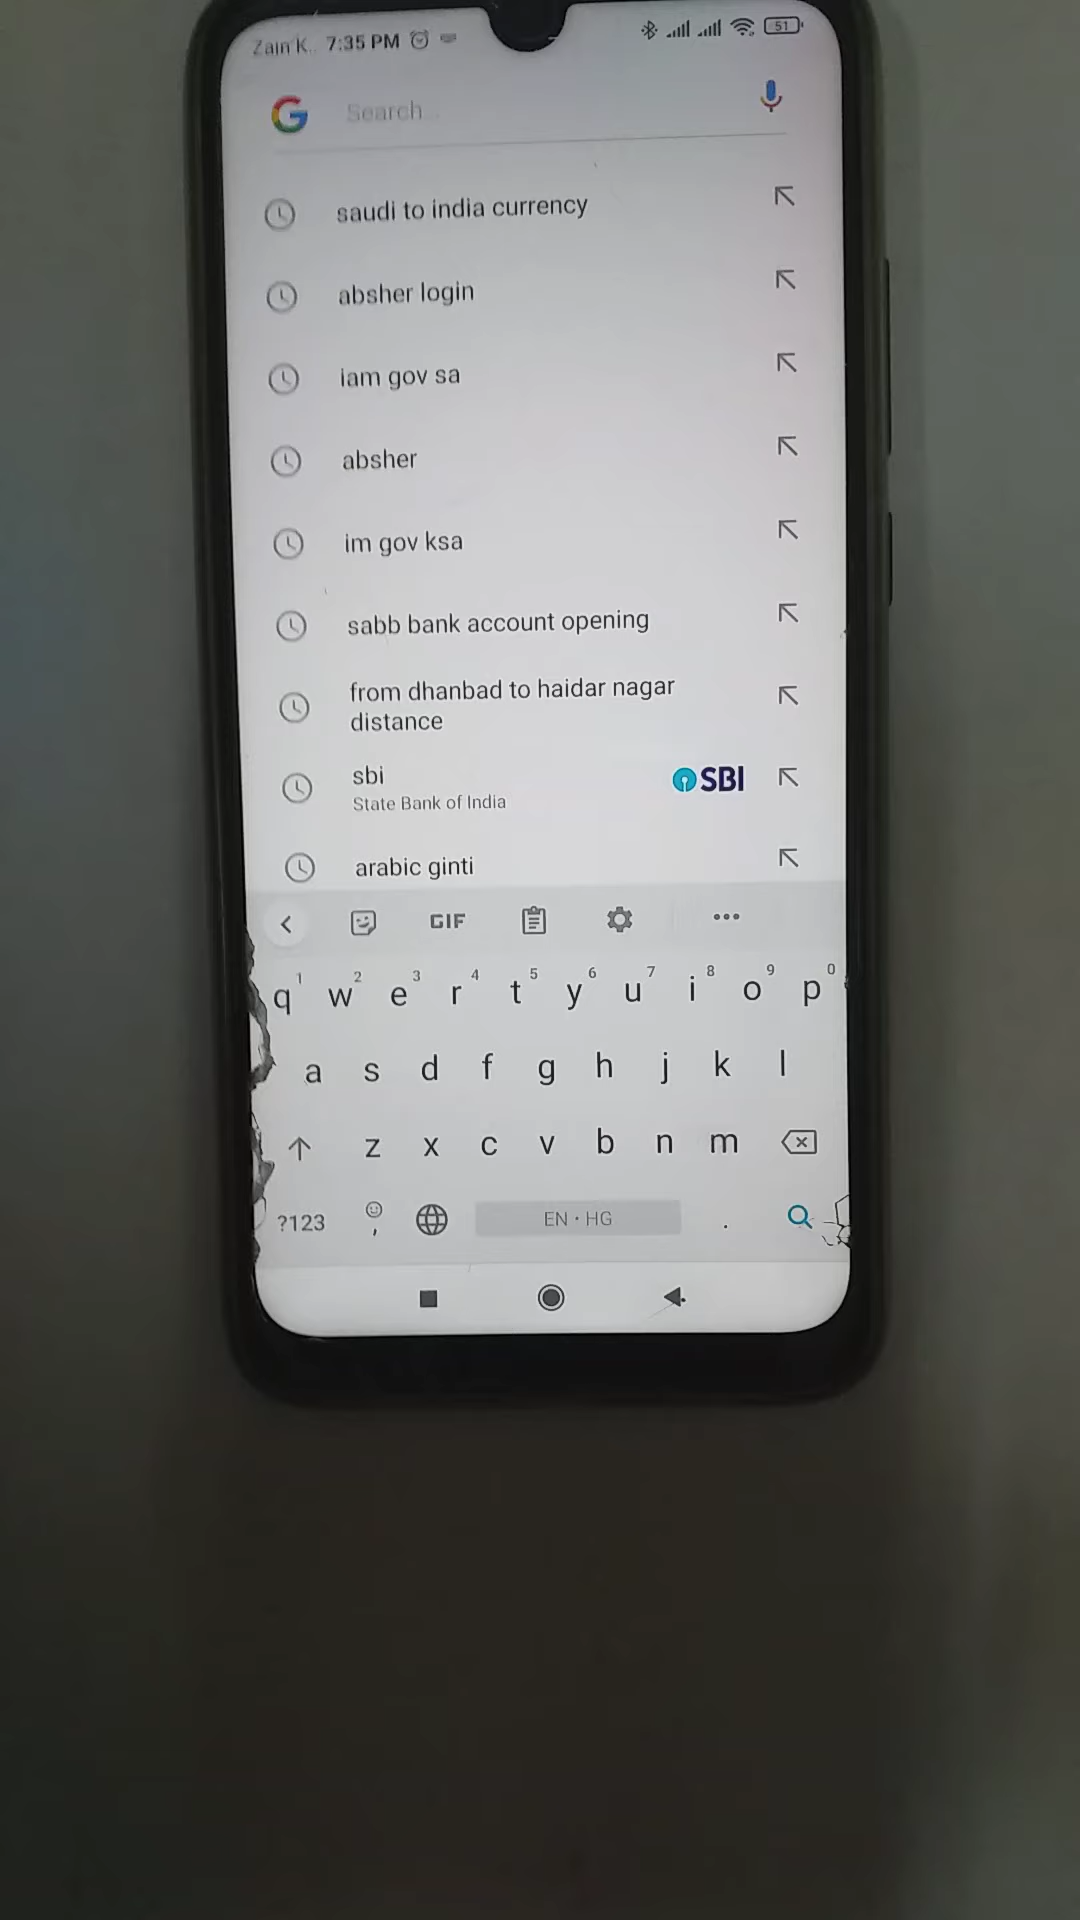 Zain K.. 7:35 PM 51
Search...
saudi to india currency
absher login
iam gov sa
absher
im gov ksa
sabb bank account opening
from dhanbad to haidar nagar
distance
sbi
State Bank of India
SBI
arabic ginti
GIF
1 2 3 4 5 6 7 8 9 0
q w e r t y u i o p
a s d f g h j k l
z x c v b n m
?123 , EN • HG .